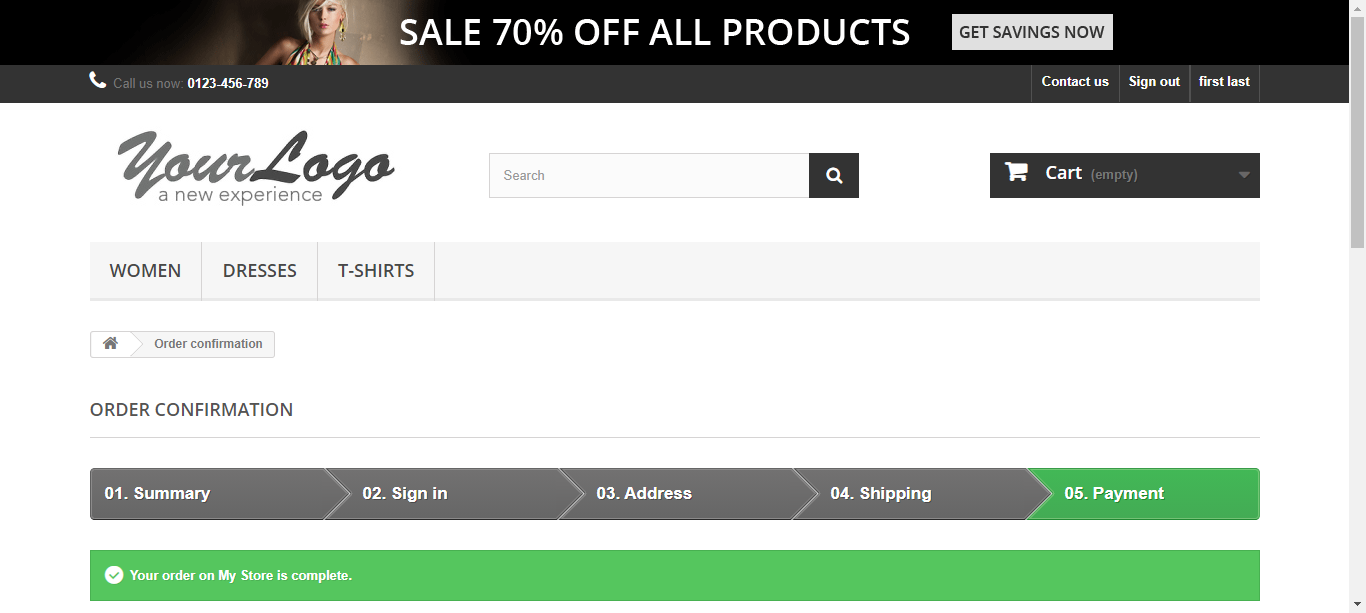 SALE 70% OFF ALL PRODUCTS GET SAVINGS NOW
Call us now: 0123-456-789 Contact us Sign out first last
Your Logo
a new experience
Search
Cart (empty)
WOMEN DRESSES T-SHIRTS
Order confirmation
ORDER CONFIRMATION
01. Summary 02. Sign in 03. Address 04. Shipping 05. Payment
Your order on My Store is complete.